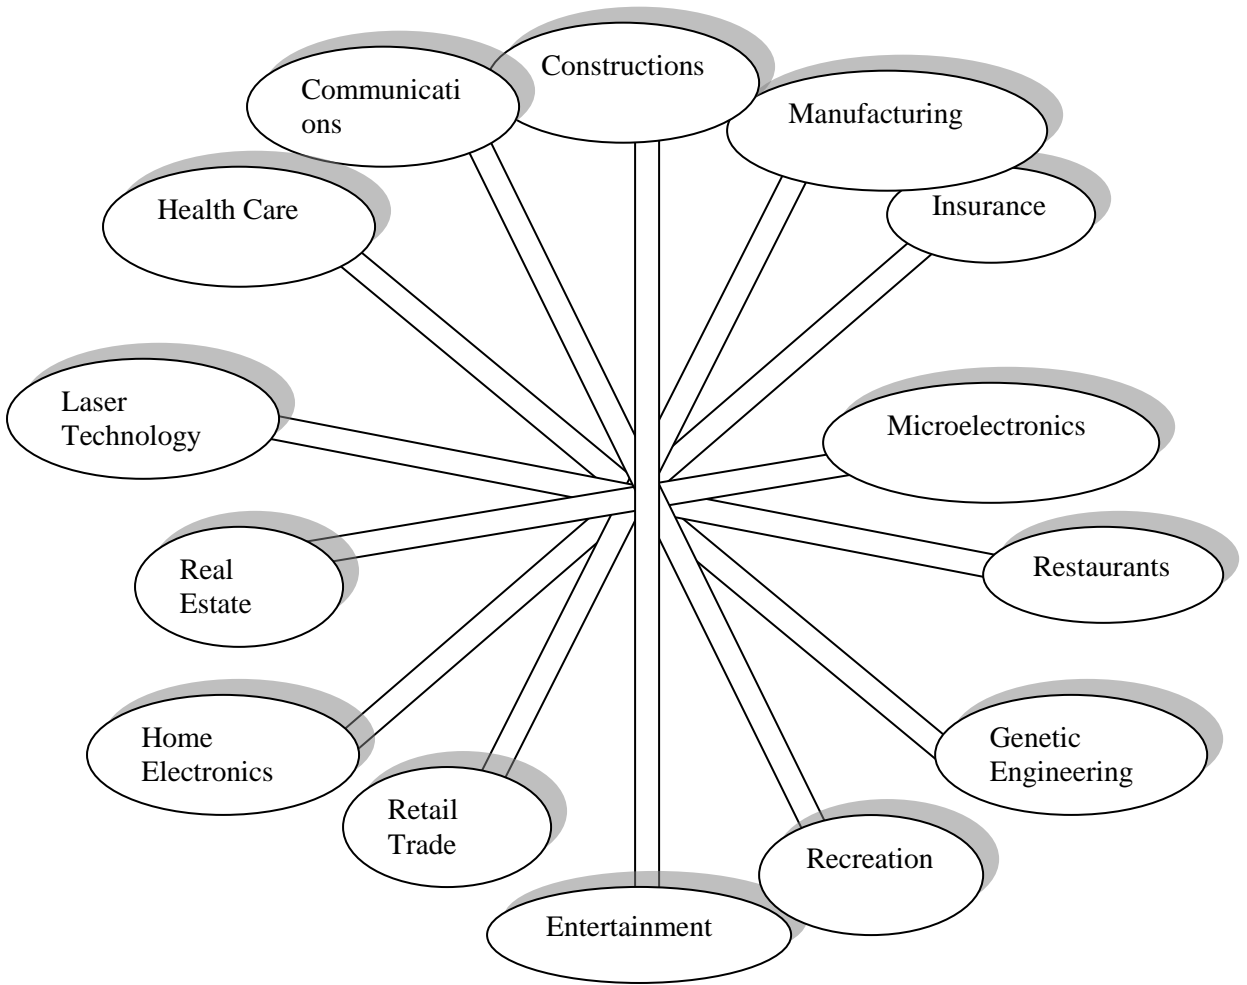 Constructions
Communicati
ons
Manufacturing
Health Care
Insurance
Laser
Technology
Microelectronics
Real
Estate
Restaurants
Home
Electronics
Genetic
Engineering
Retail
Trade
Recreation
Entertainment